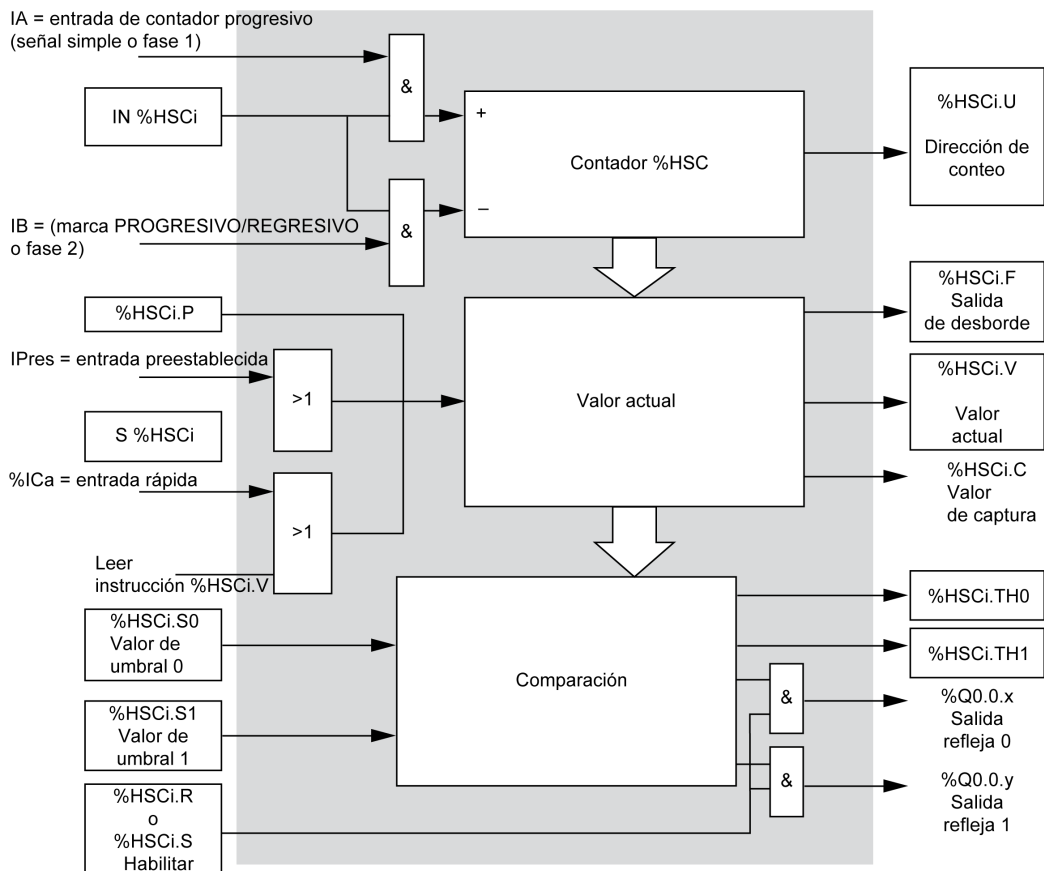 IA = entrada de contador progresivo
(señal simple o fase 1)
&
IN %HSCi
+
Contador %HSC
%HSCi.U
Dirección de
conteo
–
&
IB = (marca PROGRESIVO/REGRESIVO
o fase 2)
%HSCi.P
%HSCi.F
Salida
de desborde
IPres = entrada preestablecida
>1
Valor actual
%HSCi.V
Valor
actual
S %HSCi
%ICa = entrada rápida
>1
%HSCi.C
Valor
de captura
Leer
instrucción %HSCi.V
%HSCi.S0
Valor de
umbral 0
Comparación
%HSCi.TH0
%HSCi.TH1
&
%Q0.0.x
Salida
refleja 0
%HSCi.S1
Valor de
umbral 1
&
%Q0.0.y
Salida
refleja 1
%HSCi.R
o
%HSCi.S
Habilitar